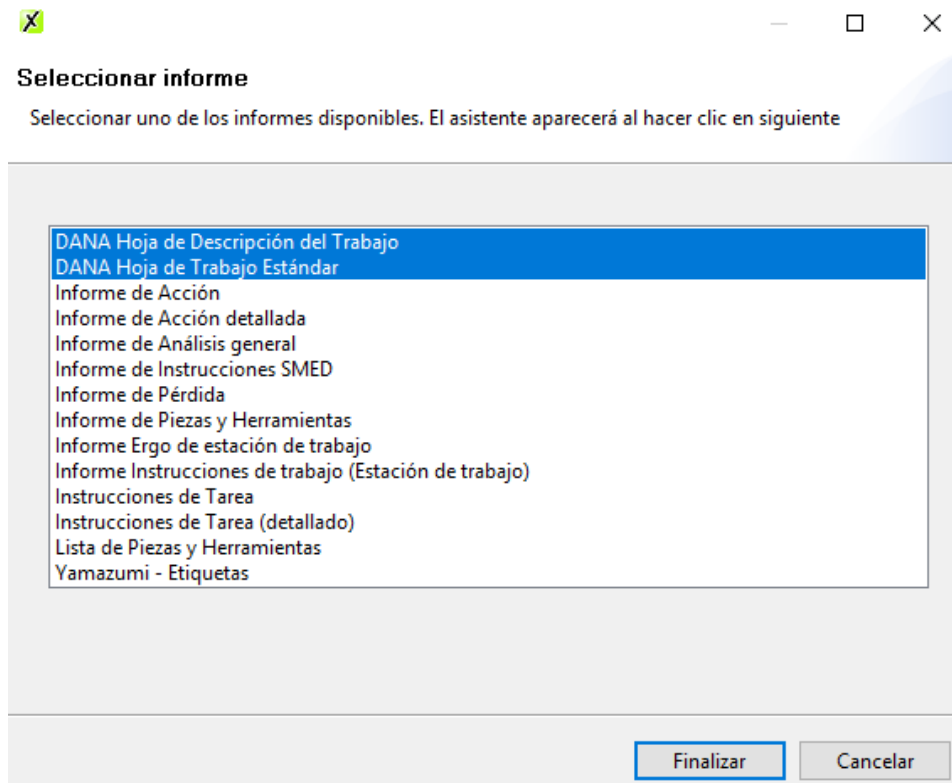 Seleccionar informe
Seleccionar uno de los informes disponibles. El asistente aparecerá al hacer clic en siguiente
DANA Hoja de Descripción del Trabajo
DANA Hoja de Trabajo Estándar
Informe de Acción
Informe de Acción detallada
Informe de Análisis general
Informe de Instrucciones SMED
Informe de Pérdida
Informe de Piezas y Herramientas
Informe Ergo de estación de trabajo
Informe Instrucciones de trabajo (Estación de trabajo)
Instrucciones de Tarea
Instrucciones de Tarea (detallado)
Lista de Piezas y Herramientas
Yamazumi - Etiquetas
Finalizar
Cancelar